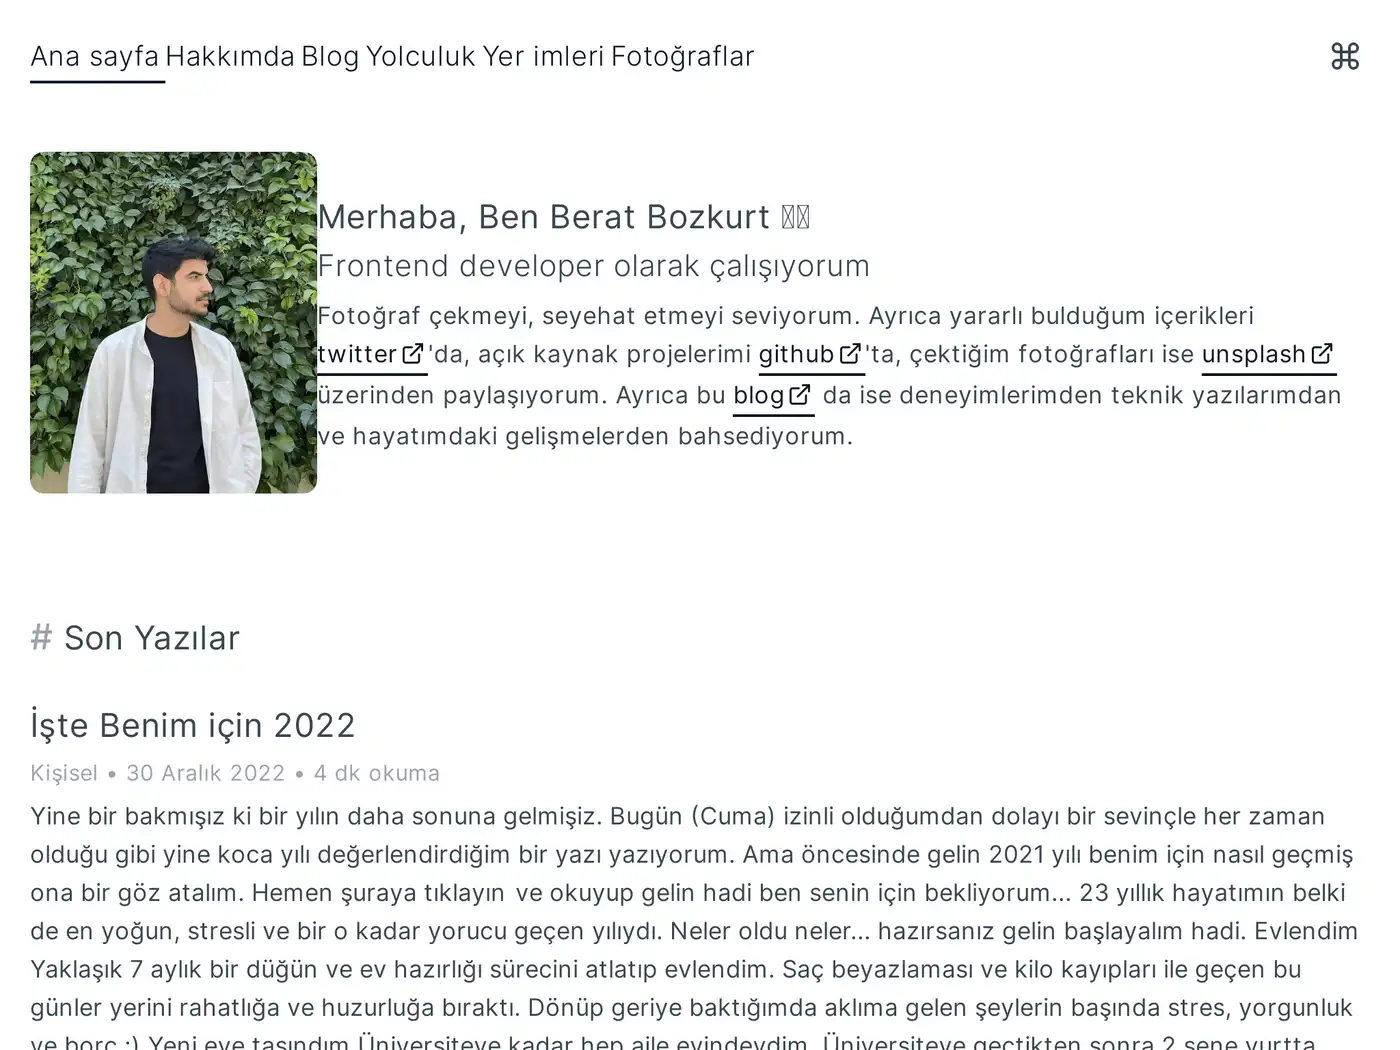 Ana sayfa Hakkımda Blog Yolculuk Yer imleri Fotoğraflar
Merhaba, Ben Berat Bozkurt
Frontend developer olarak çalışıyorum
Fotoğraf çekmeyi, seyehat etmeyi seviyorum. Ayrıca yararlı bulduğum içerikleri
twitter 'da, açık kaynak projelerimi github 'ta, çektiğim fotoğrafları ise unsplash
üzerinden paylaşıyorum. Ayrıca bu blog da ise deneyimlerimden teknik yazılarımdan
ve hayatımdaki gelişmelerden bahsediyorum.
# Son Yazılar
İşte Benim için 2022
Kişisel • 30 Aralık 2022 • 4 dk okuma
Yine bir bakmışız ki bir yılın daha sonuna gelmişiz. Bugün (Cuma) izinli olduğumdan dolayı bir sevinçle her zaman
olduğu gibi yine koca yılı değerlendirdiğim bir yazı yazıyorum. Ama öncesinde gelin 2021 yılı benim için nasıl geçmiş
ona bir göz atalım. Hemen şuraya tıklayın ve okuyup gelin hadi ben senin için bekliyorum... 23 yıllık hayatımın belki
de en yoğun, stresli ve bir o kadar yorucu geçen yılıydı. Neler oldu neler... hazırsanız gelin başlayalım hadi. Evlendim
Yaklaşık 7 aylık bir düğün ve ev hazırlığı sürecini atlatıp evlendim. Saç beyazlaması ve kilo kayıpları ile geçen bu
günler yerini rahatlığa ve huzurluğa bıraktı. Dönüp geriye baktığımda aklıma gelen şeylerin başında stres, yorgunluk
ve borç :) Yeni eve taşındım Üniversiteye kadar hep aile evindeydim. Üniversiteye geçtikten sonra 2 sene yurtta